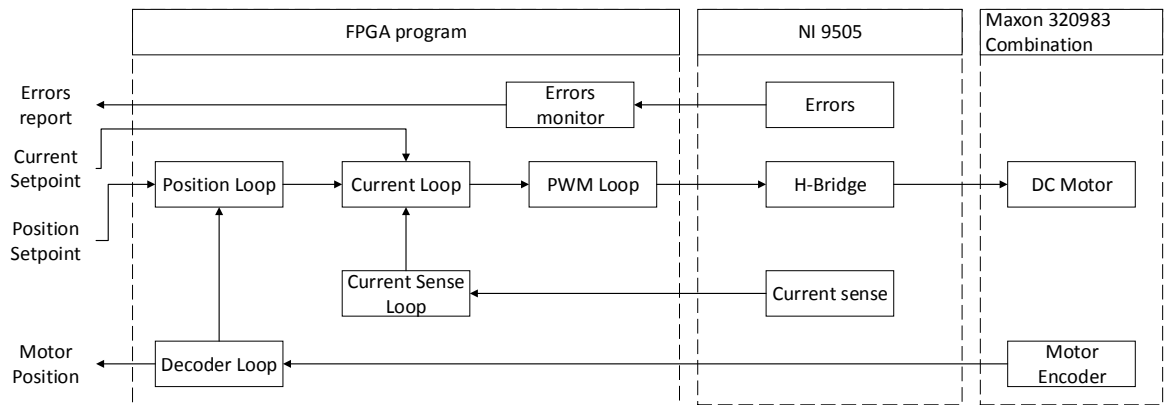 FPGA program
NI 9505
Maxon 320983
Combination
Errors
report
Errors
monitor
Errors
Current
Setpoint
Position Loop
Current Loop
PWM Loop
H-Bridge
DC Motor
Position
Setpoint
Current Sense
Loop
Current sense
Motor
Position
Decoder Loop
Motor
Encoder